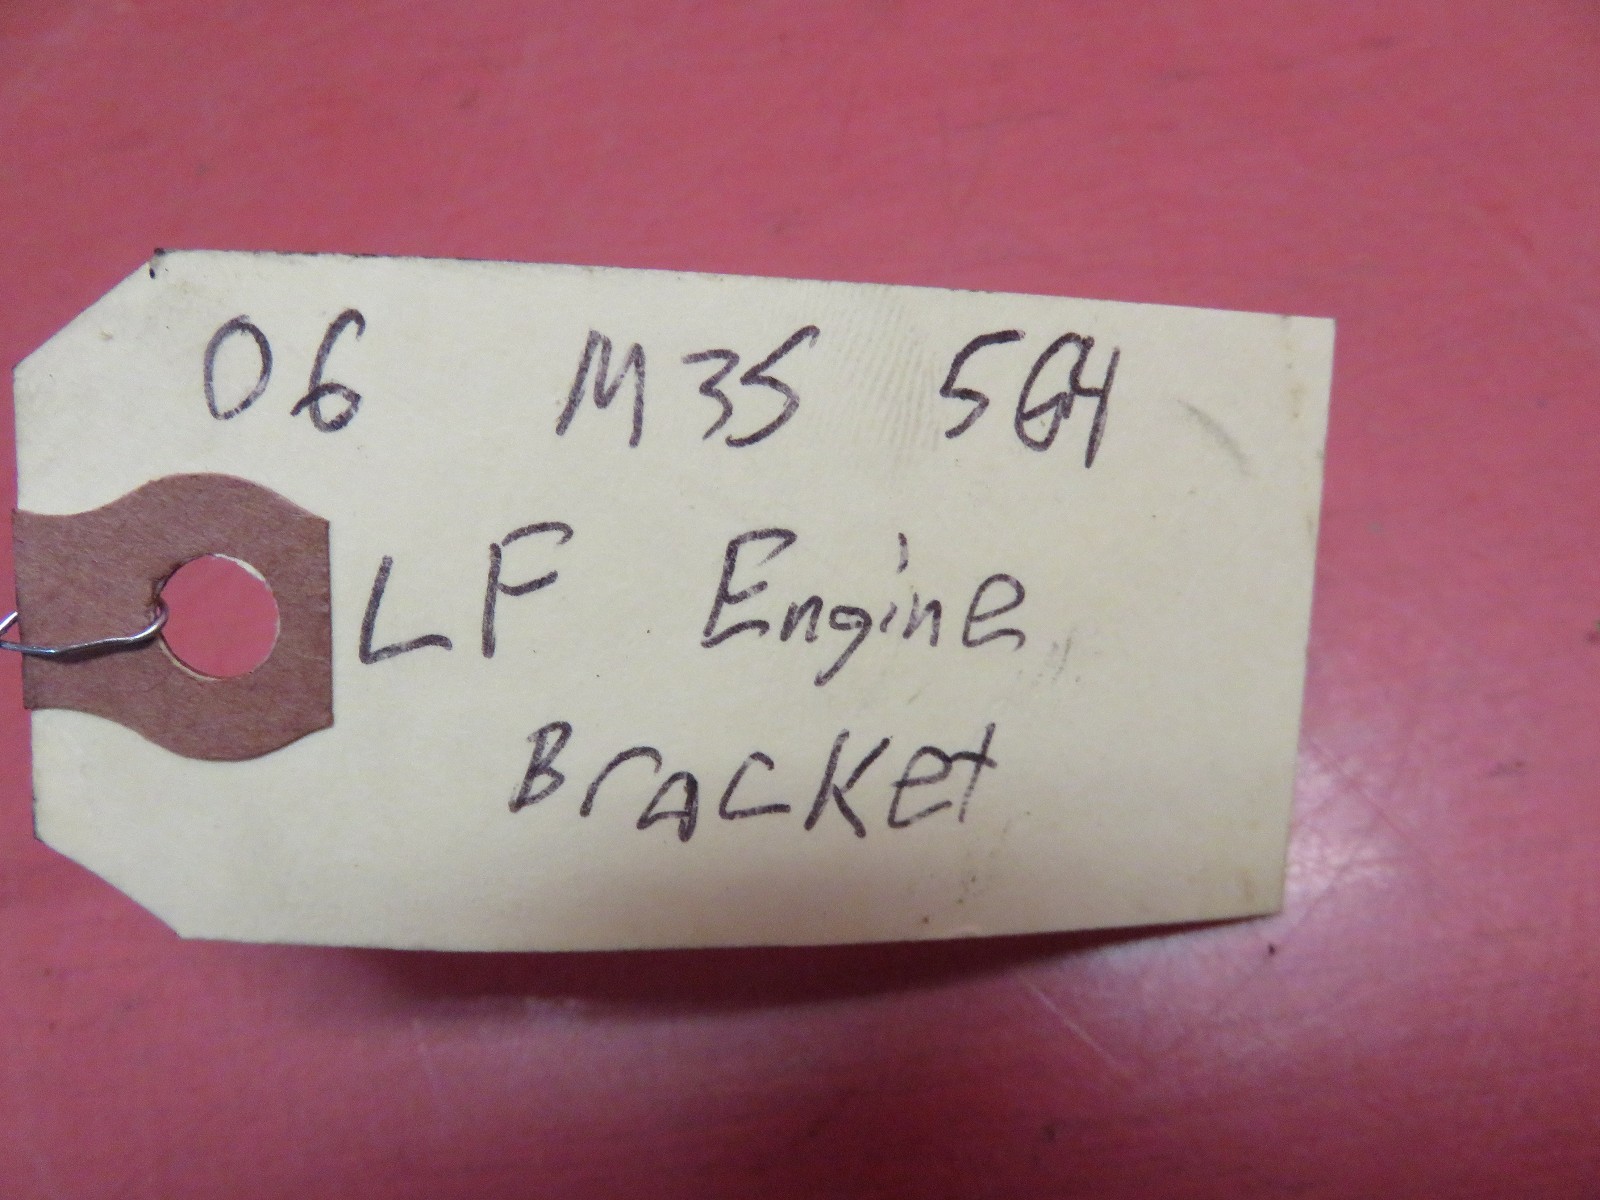 06 M35 564
LF Engine
Bracket